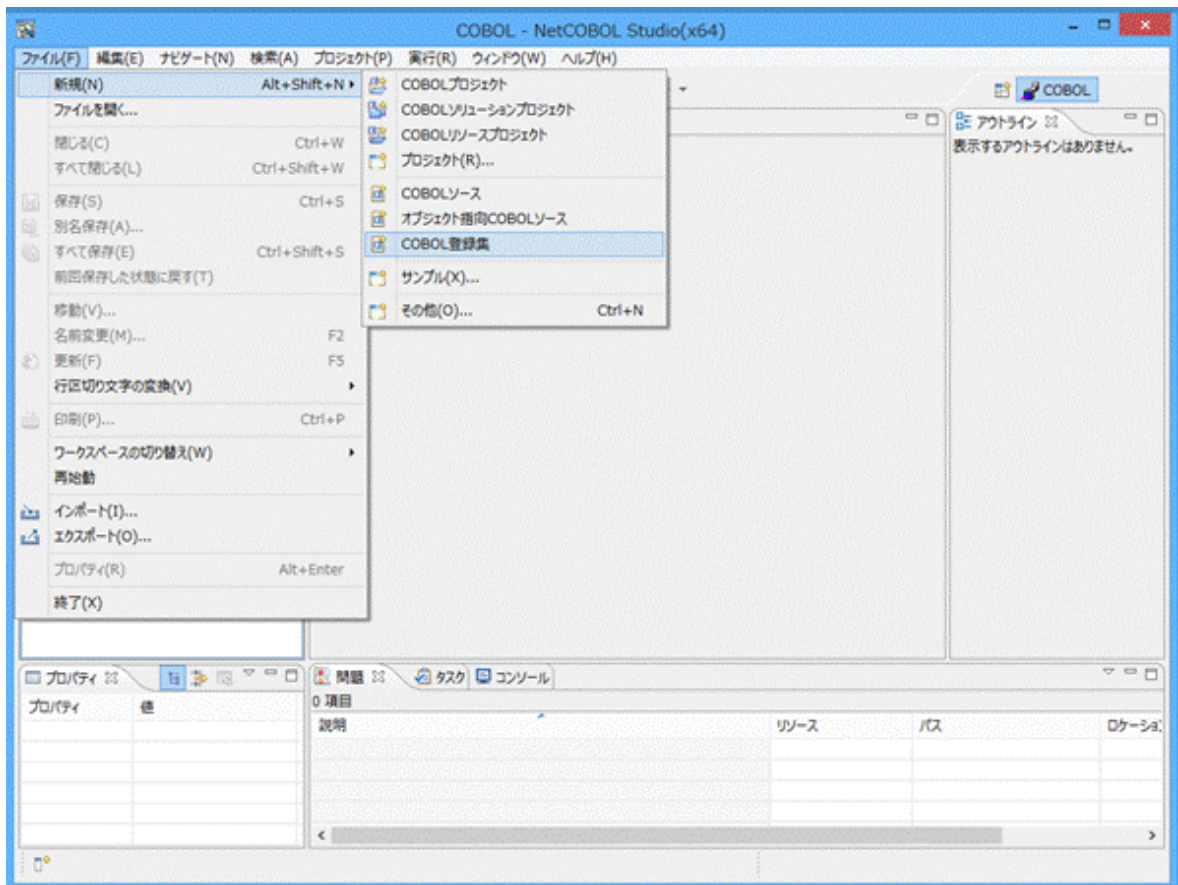 COBOL - NetCOBOL Studio(x64)
ファイル(F) 編集(E) ナビゲート(N) 検索(A) プロジェクト(P) 実行(R) ウィンドウ(W) ヘルプ(H)
新規(N) Alt+Shift+N
ファイルを開く...
閉じる(C) Ctrl+W
すべて閉じる(L) Ctrl+Shift+W
保存(S) Ctrl+S
別名保存(A)...
すべて保存(E) Ctrl+Shift+S
前回保存した状態に戻す(T)
移動(V)...
名前変更(M)... F2
更新(F) F5
行区切り文字の変換(V)
印刷(P)... Ctrl+P
ワークスペースの切り替え(W)
再始動
インポート(I)...
エクスポート(O)...
プロパティ(R) Alt+Enter
終了(X)
COBOLプロジェクト
COBOLソリューションプロジェクト
COBOLリソースプロジェクト
プロジェクト(R)...
COBOLソース
オブジェクト指向COBOLソース
COBOL登録集
サンプル(X)...
その他(O)... Ctrl+N
COBOL
アウトライン
表示するアウトラインはありません。
プロパティ
プロパティ 値
問題 タスク コンソール
0 項目
説明 リソース パス ロケーション